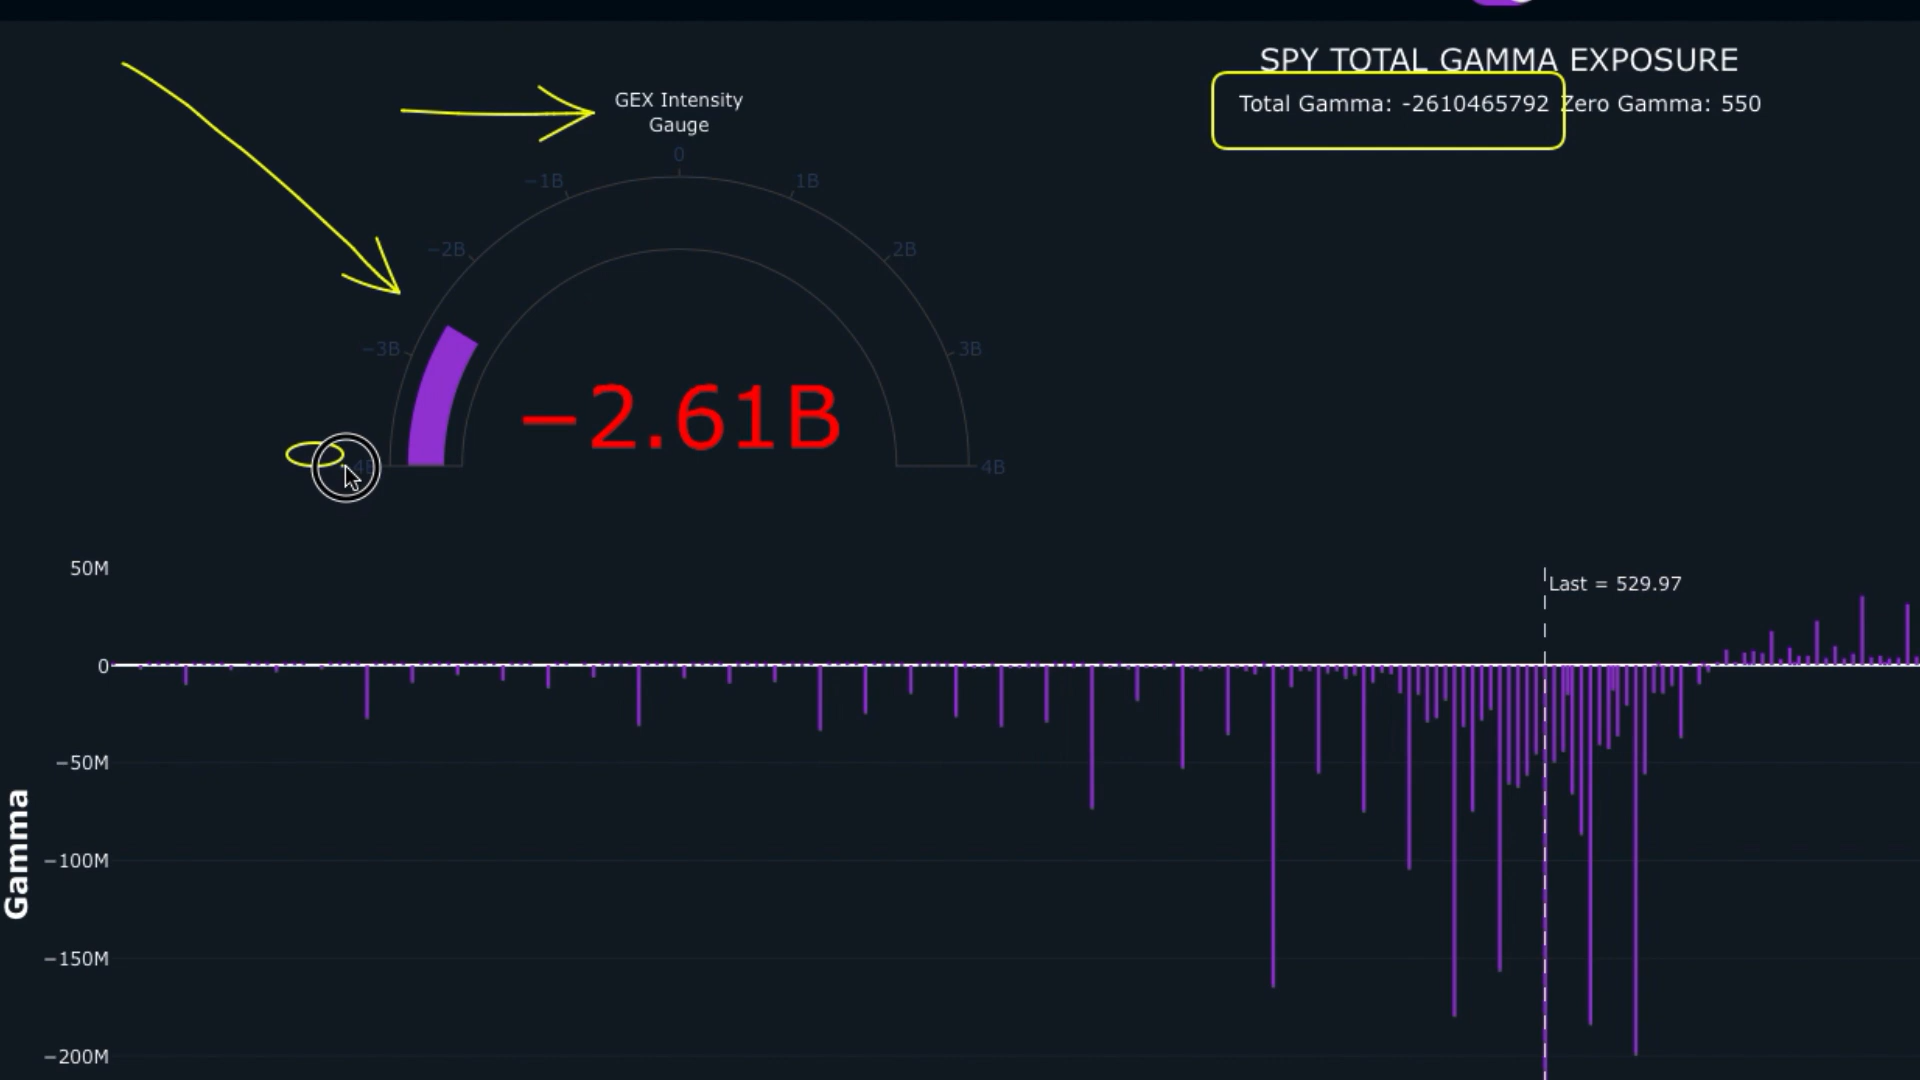 SPY TOTAL GAMMA EXPOSURE
Total Gamma: -2610465792 Zero Gamma: 550
GEX Intensity
Gauge
0
−1B
1B
−2B
2B
−3B
3B
−2.61B
4B
4B
50M
Last = 529.97
0
−50M
Gamma
−100M
−150M
−200M